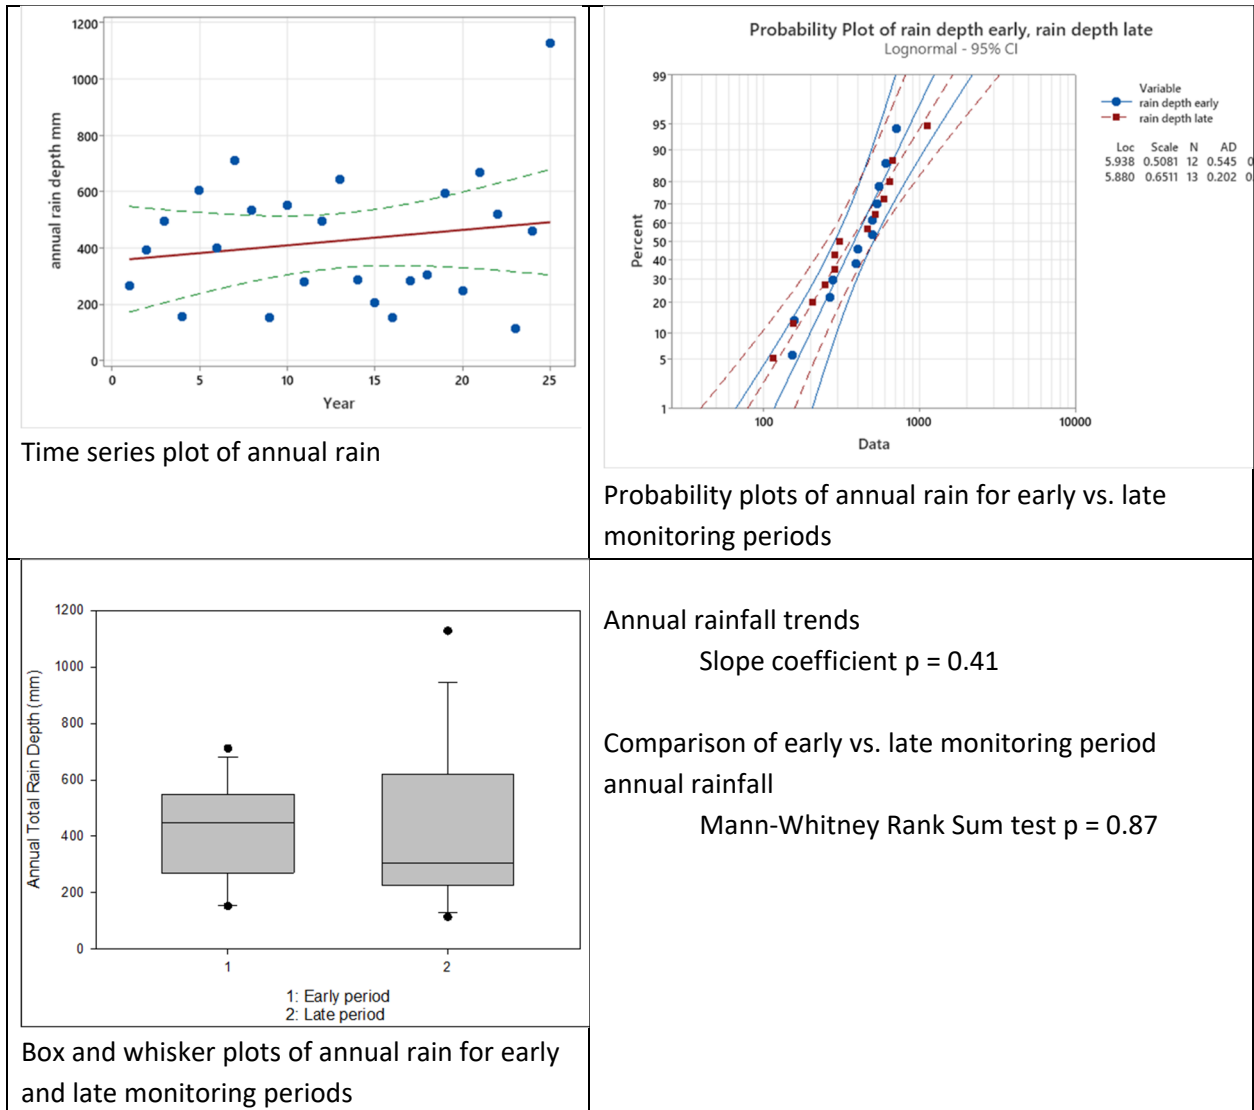 1200
1000
800
600
400
200
0
annual rain depth mm
0 5 10 15 20 25
Year
Time series plot of annual rain
Probability Plot of rain depth early, rain depth late
Lognormal - 95% CI
99
95
90
80
70
60
50
40
30
20
10
5
1
Percent
100 1000 10000
Data
Variable
rain depth early
rain depth late
Loc Scale N AD
5.938 0.5081 12 0.545 0
5.880 0.6511 13 0.202 0
Probability plots of annual rain for early vs. late
monitoring periods
1200
1000
800
600
400
200
0
Annual Total Rain Depth (mm)
1 2
1: Early period
2: Late period
Box and whisker plots of annual rain for early
and late monitoring periods
Annual rainfall trends
Slope coefficient p = 0.41
Comparison of early vs. late monitoring period
annual rainfall
Mann-Whitney Rank Sum test p = 0.87